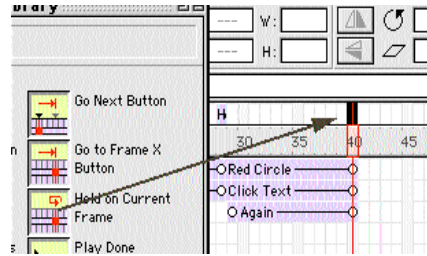 W:
H:
Go Next Button
Go to Frame X
Button
Hold on Current
Frame
Play Done
30 35 40 45
Red Circle
Click Text
Again